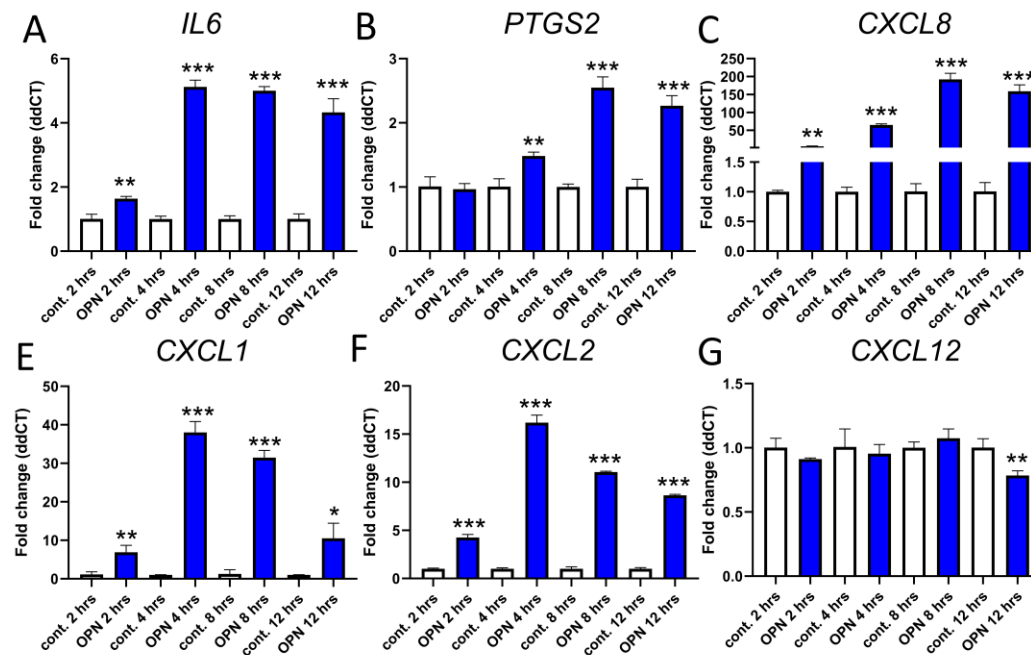 A
IL6
Fold change (ddCT)
6
4
2
0
**
***
***
***
cont. 2 hrs
OPN 2 hrs
cont. 4 hrs
OPN 4 hrs
cont. 8 hrs
OPN 8 hrs
cont. 12 hrs
OPN 12 hrs
B
PTGS2
Fold change (ddCT)
3
2
1
0
**
***
***
cont. 2 hrs
OPN 2 hrs
cont. 4 hrs
OPN 4 hrs
cont. 8 hrs
OPN 8 hrs
cont. 12 hrs
OPN 12 hrs
C
CXCL8
Fold change (ddCT)
250
200
150
100
50
1.5
1.0
0.5
0.0
**
***
***
***
cont. 2 hrs
OPN 2 hrs
cont. 4 hrs
OPN 4 hrs
cont. 8 hrs
OPN 8 hrs
cont. 12 hrs
OPN 12 hrs
E
CXCL1
Fold change (ddCT)
50
40
30
20
10
0
**
***
***
*
cont. 2 hrs
OPN 2 hrs
cont. 4 hrs
OPN 4 hrs
cont. 8 hrs
OPN 8 hrs
cont. 12 hrs
OPN 12 hrs
F
CXCL2
Fold change (ddCT)
20
15
10
5
0
***
***
***
***
cont. 2 hrs
OPN 2 hrs
cont. 4 hrs
OPN 4 hrs
cont. 8 hrs
OPN 8 hrs
cont. 12 hrs
OPN 12 hrs
G
CXCL12
Fold change (ddCT)
1.5
1.0
0.5
0.0
**
cont. 2 hrs
OPN 2 hrs
cont. 4 hrs
OPN 4 hrs
cont. 8 hrs
OPN 8 hrs
cont. 12 hrs
OPN 12 hrs